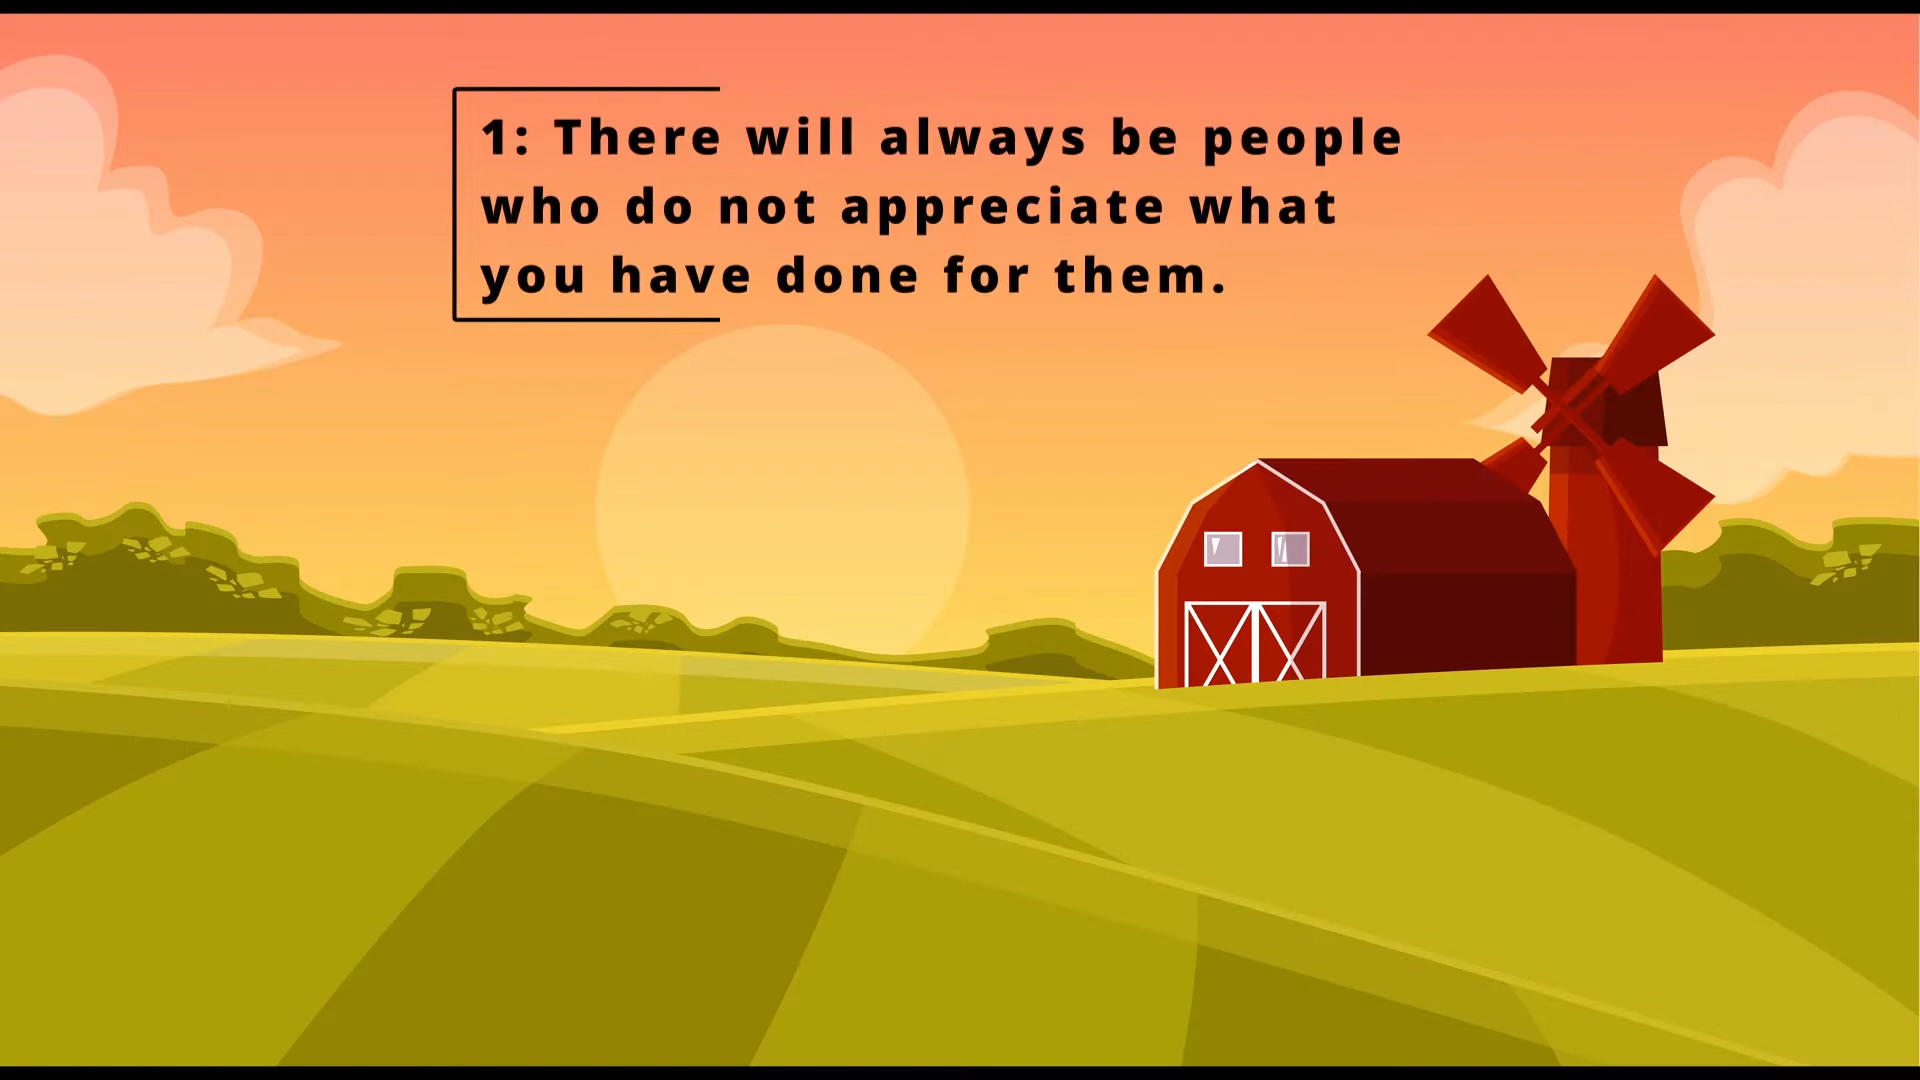 1: There will always be people
who do not appreciate what
you have done for them.